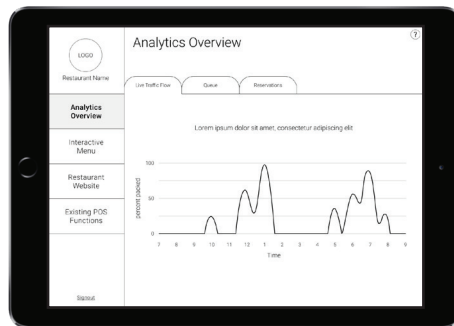 LOGO
Restaurant Name
Analytics
Overview
Interactive
Menu
Restaurant
Website
Existing POS
Functions
Signout
Analytics Overview
?
Live Traffic Flow
Queue
Reservations
Lorem ipsum dolor sit amet, consectetur adipiscing elit
percent packed
100
50
0
7 8 9 10 11 12 1 2 3 4 5 6 7 8 9
Time